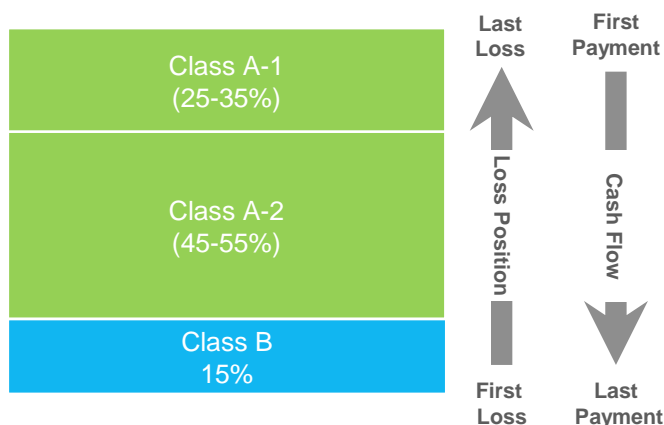 Class A-1
(25-35%)
Class A-2
(45-55%)
Class B
15%
Last
Loss
Loss Position
First
Loss
First
Payment
Cash Flow
Last
Payment